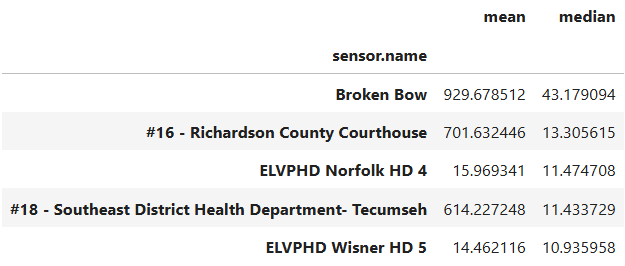 mean median
sensor.name
Broken Bow 929.678512 43.179094
#16 - Richardson County Courthouse 701.632446 13.305615
ELVPHD Norfolk HD 4 15.969341 11.474708
#18 - Southeast District Health Department- Tecumseh 614.227248 11.433729
ELVPHD Wisner HD 5 14.462116 10.935958